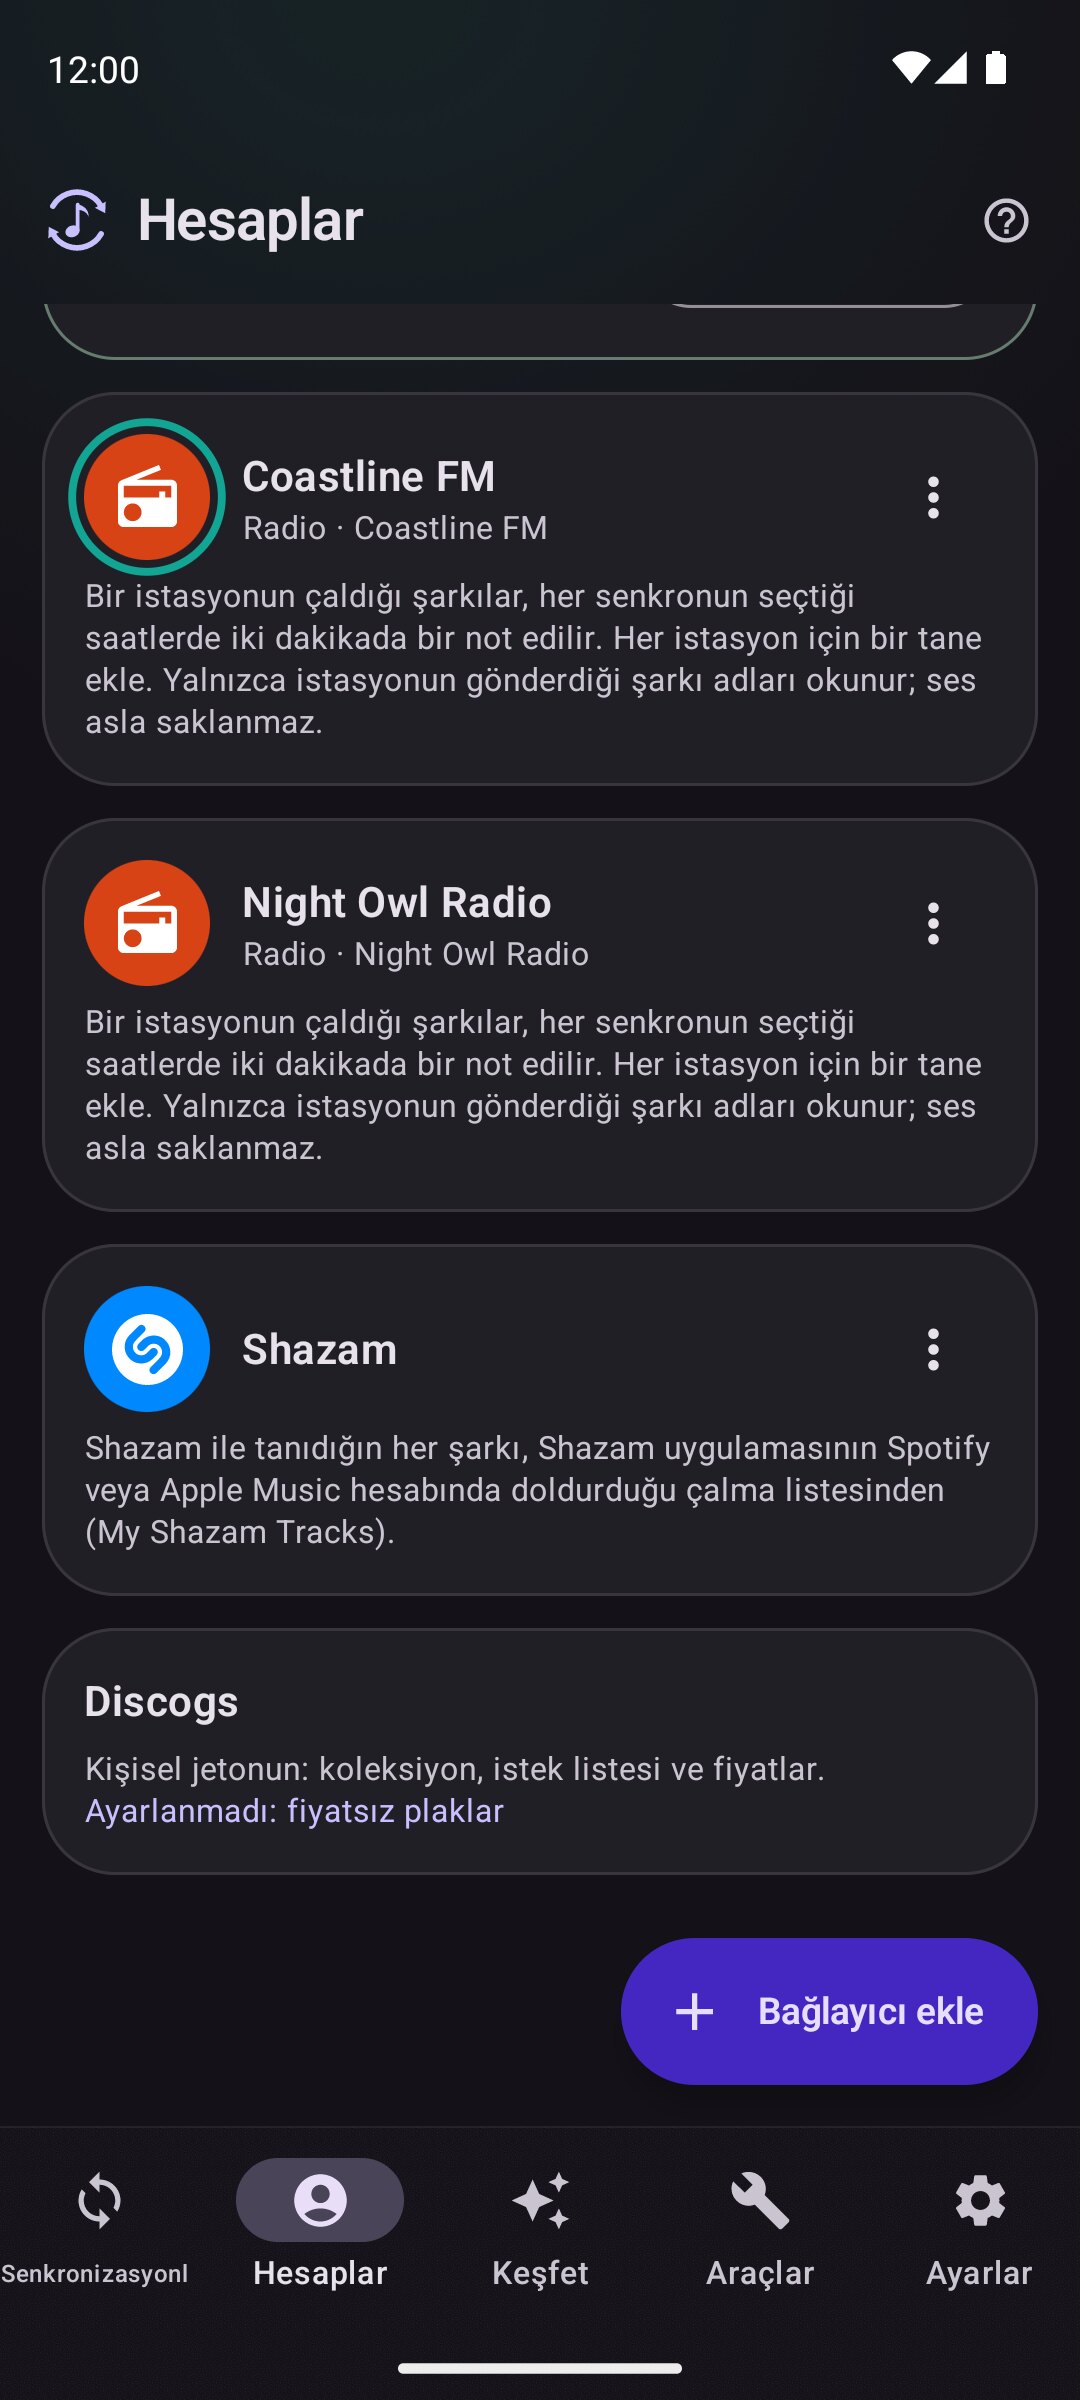 12:00
Hesaplar
Coastline FM
Radio · Coastline FM
Bir istasyonun çaldığı şarkılar, her senkronun seçtiği
saatlerde iki dakikada bir not edilir. Her istasyon için bir tane
ekle. Yalnızca istasyonun gönderdiği şarkı adları okunur; ses
asla saklanmaz.
Night Owl Radio
Radio · Night Owl Radio
Bir istasyonun çaldığı şarkılar, her senkronun seçtiği
saatlerde iki dakikada bir not edilir. Her istasyon için bir tane
ekle. Yalnızca istasyonun gönderdiği şarkı adları okunur; ses
asla saklanmaz.
Shazam
Shazam ile tanıdığın her şarkı, Shazam uygulamasının Spotify
veya Apple Music hesabında doldurduğu çalma listesinden
(My Shazam Tracks).
Discogs
Kişisel jetonun: koleksiyon, istek listesi ve fiyatlar.
Ayarlanmadı: fiyatsız plaklar
Bağlayıcı ekle
Senkronizasyonl
Hesaplar
Keşfet
Araçlar
Ayarlar